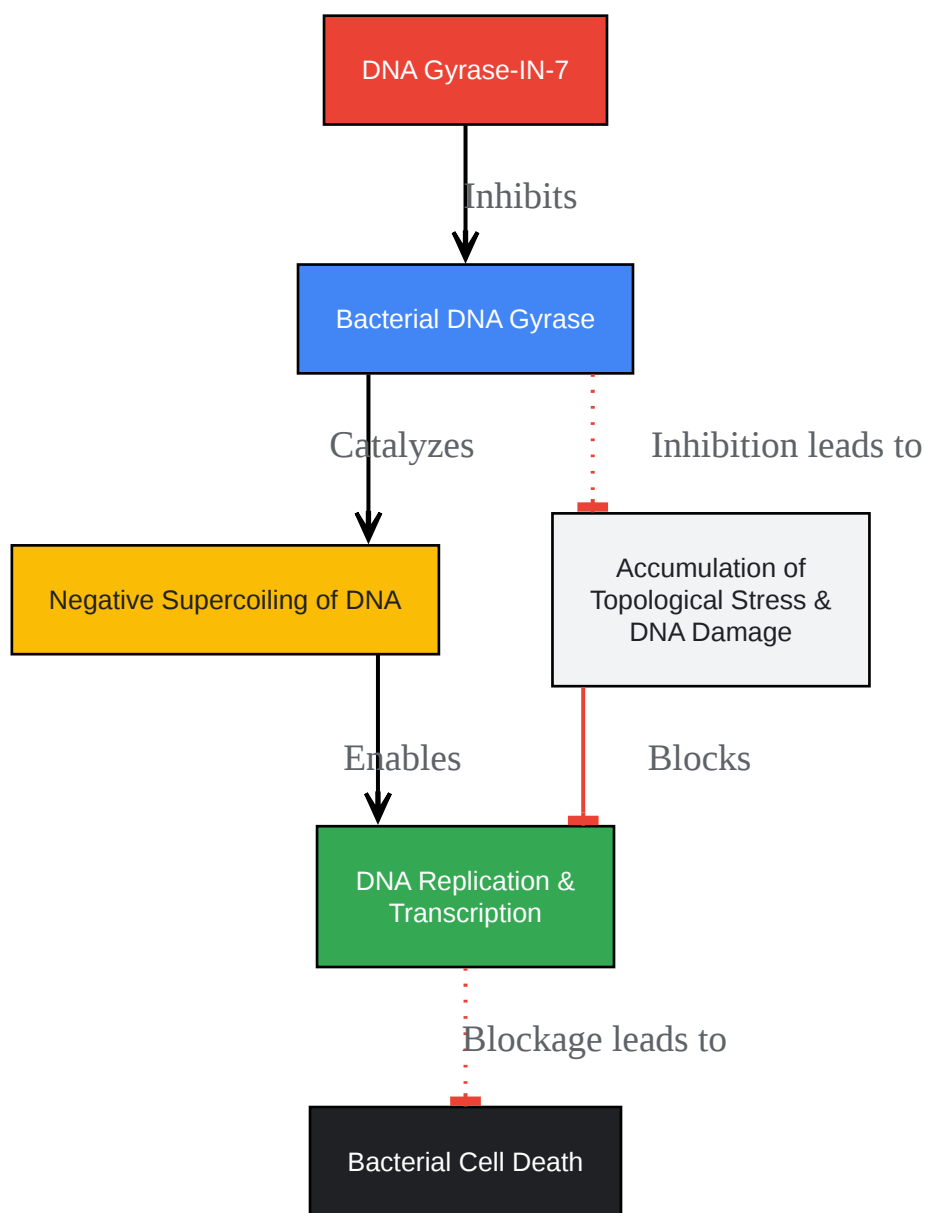 DNA Gyrase-IN-7
Inhibits
Bacterial DNA Gyrase
Catalyzes
Inhibition leads to
Negative Supercoiling of DNA
Accumulation of
Topological Stress &
DNA Damage
Enables
Blocks
DNA Replication &
Transcription
Blockage leads to
Bacterial Cell Death